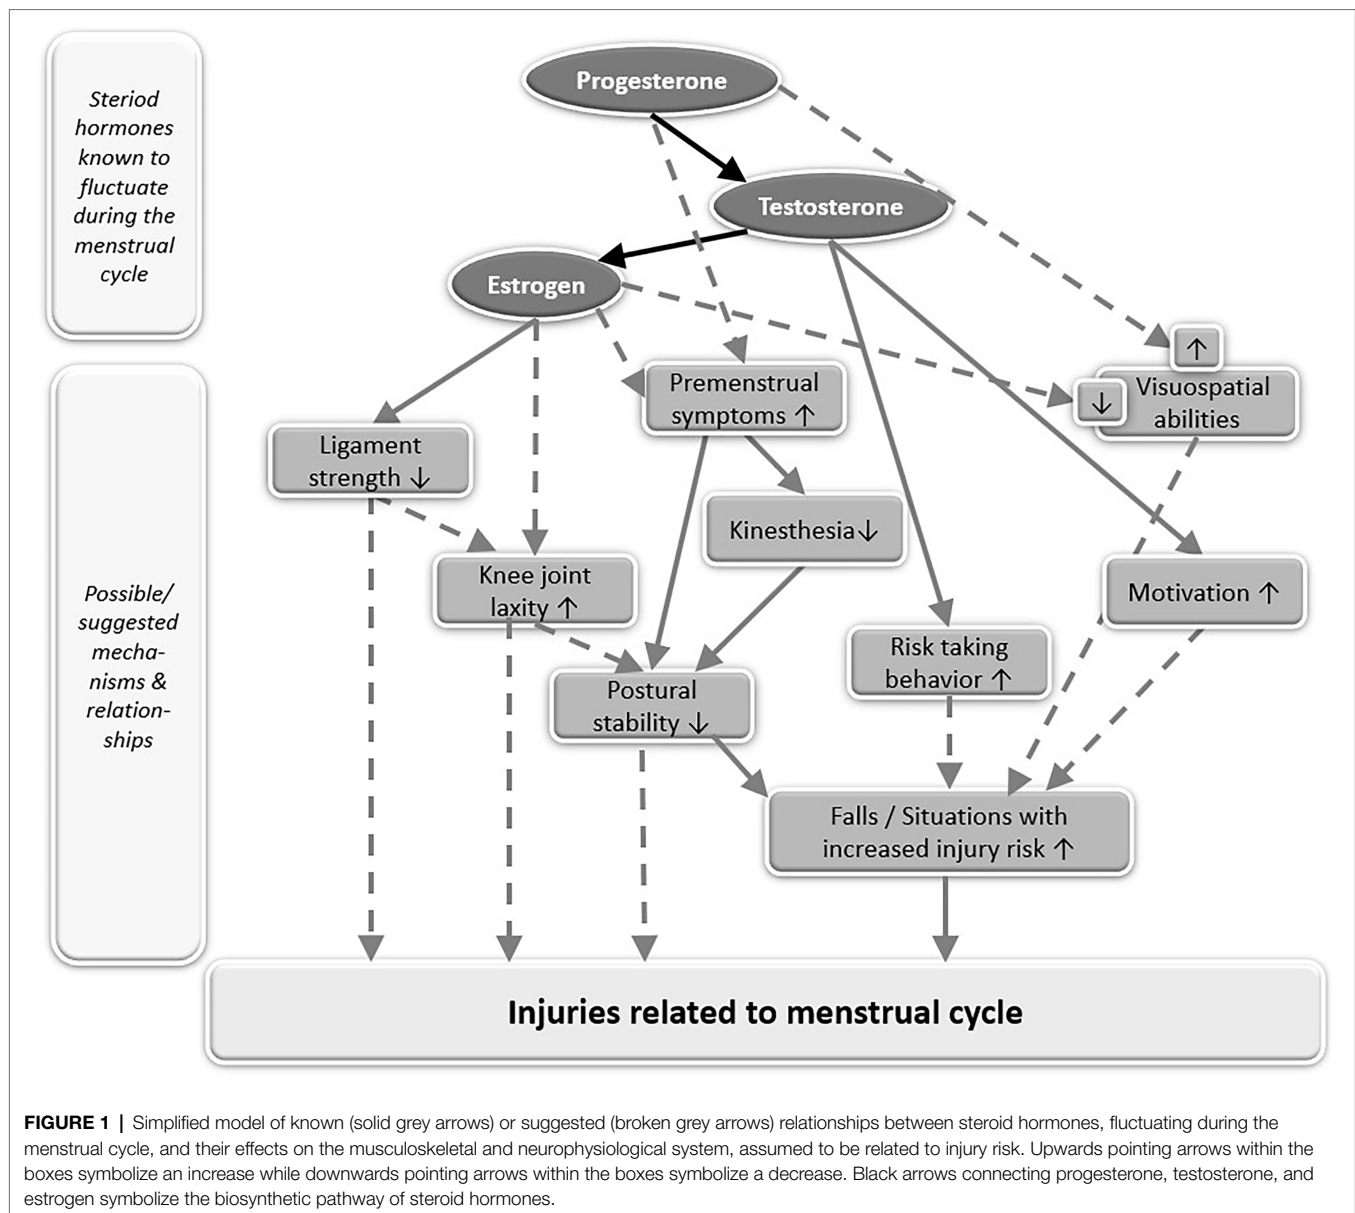 Steriod
hormones
known to
fluctuate
during the
menstrual
cycle
Progesterone
Testosterone
Estrogen
↑
Premenstrual
symptoms ↑
↓
Visuospatial
abilities
Ligament
strength ↓
Kinesthesia↓
Knee joint
laxity ↑
Motivation ↑
Possible/
suggested
mecha-
nisms &
relation-
ships
Risk taking
behavior ↑
Postural
stability ↓
Falls / Situations with
increased injury risk ↑
Injuries related to menstrual cycle
FIGURE 1 | Simplified model of known (solid grey arrows) or suggested (broken grey arrows) relationships between steroid hormones, fluctuating during the
menstrual cycle, and their effects on the musculoskeletal and neurophysiological system, assumed to be related to injury risk. Upwards pointing arrows within the
boxes symbolize an increase while downwards pointing arrows within the boxes symbolize a decrease. Black arrows connecting progesterone, testosterone, and
estrogen symbolize the biosynthetic pathway of steroid hormones.